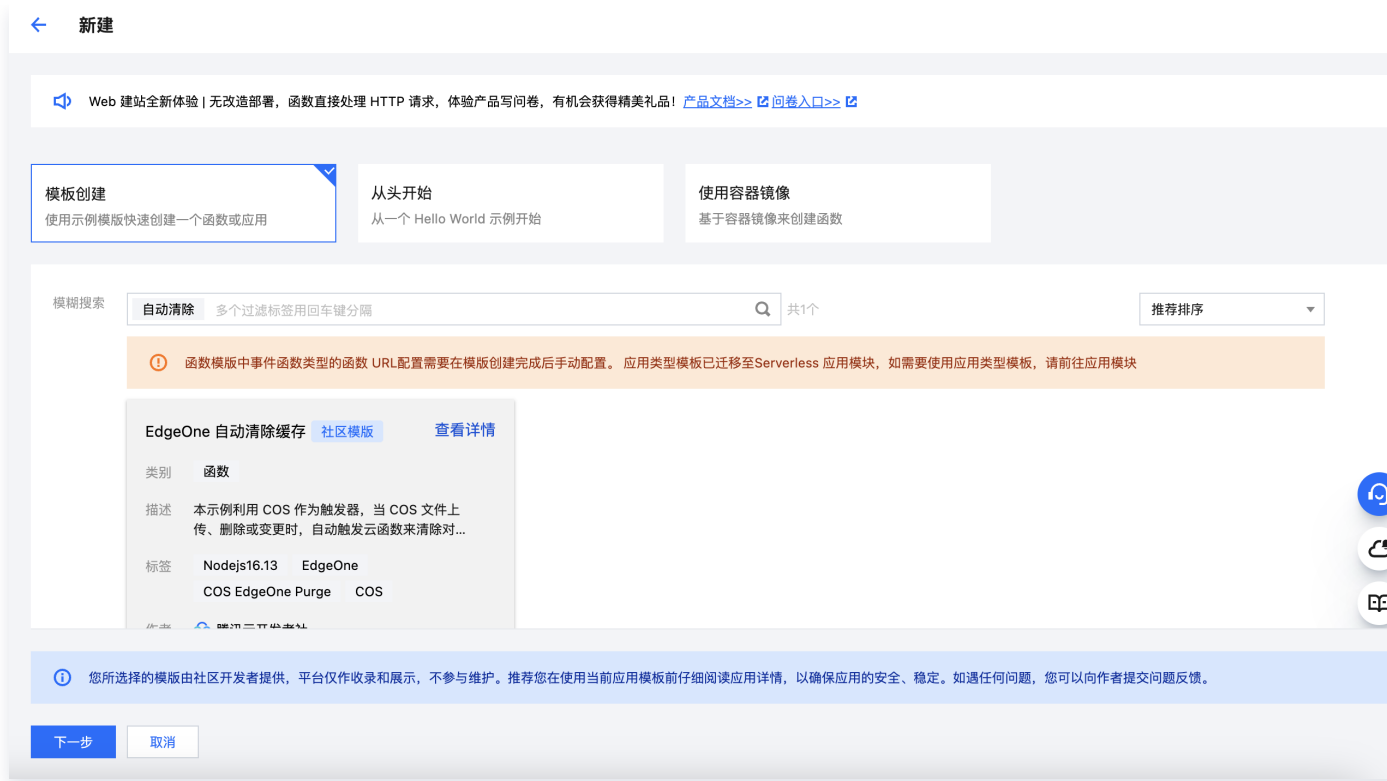 新建
Web 建站全新体验 | 无改造部署，函数直接处理 HTTP 请求，体验产品写问卷，有机会获得精美礼品！产品文档>> 问卷入口>>
模板创建
使用示例模版快速创建一个函数或应用
从头开始
从一个 Hello World 示例开始
使用容器镜像
基于容器镜像来创建函数
模糊搜索 自动清除 多个过滤标签用回车键分隔 共1个 推荐排序
函数模版中事件函数类型的函数 URL配置需要在模版创建完成后手动配置。 应用类型模板已迁移至Serverless 应用模块，如需要使用应用类型模板，请前往应用模块
EdgeOne 自动清除缓存 社区模版 查看详情
类别 函数
描述 本示例利用 COS 作为触发器，当 COS 文件上
传、删除或变更时，自动触发云函数来清除对...
标签 Nodejs16.13 EdgeOne
COS EdgeOne Purge COS
作者 腾讯云开发者社
您所选择的模版由社区开发者提供，平台仅作收录和展示，不参与维护。推荐您在使用当前应用模板前仔细阅读应用详情，以确保应用的安全、稳定。如遇任何问题，您可以向作者提交问题反馈。
下一步 取消